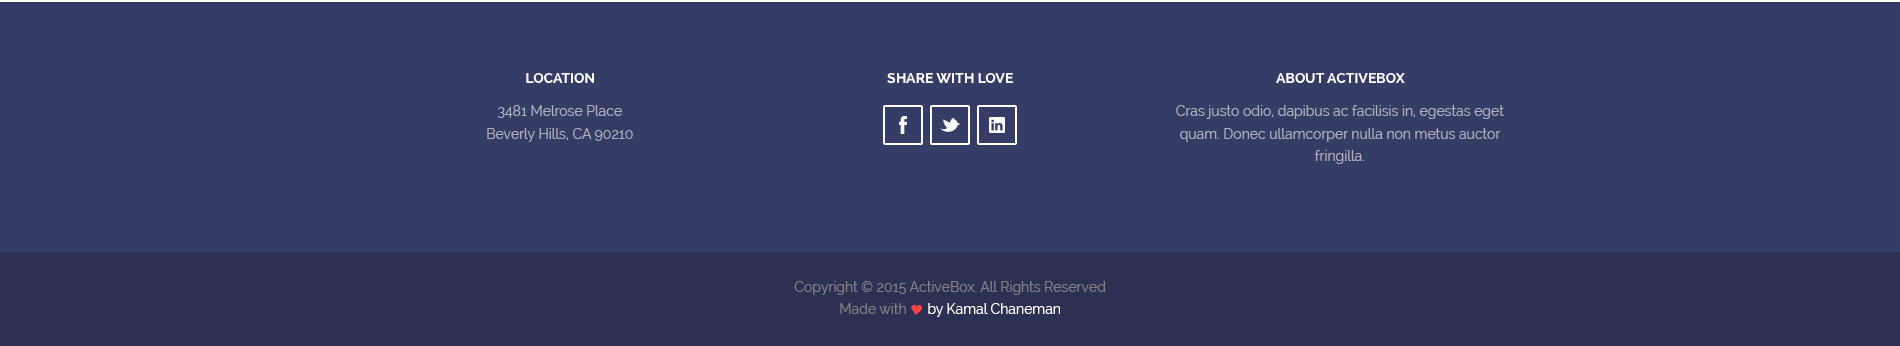 LOCATION
3481 Melrose Place
Beverly Hills, CA 90210
SHARE WITH LOVE
f
in
ABOUT ACTIVEBOX
Cras justo odio, dapibus ac facilisis in, egestas eget
quam. Donec ullamcorper nulla non metus auctor
fringilla.
Copyright © 2015 ActiveBox. All Rights Reserved
Made with ❤ by Kamal Chaneman